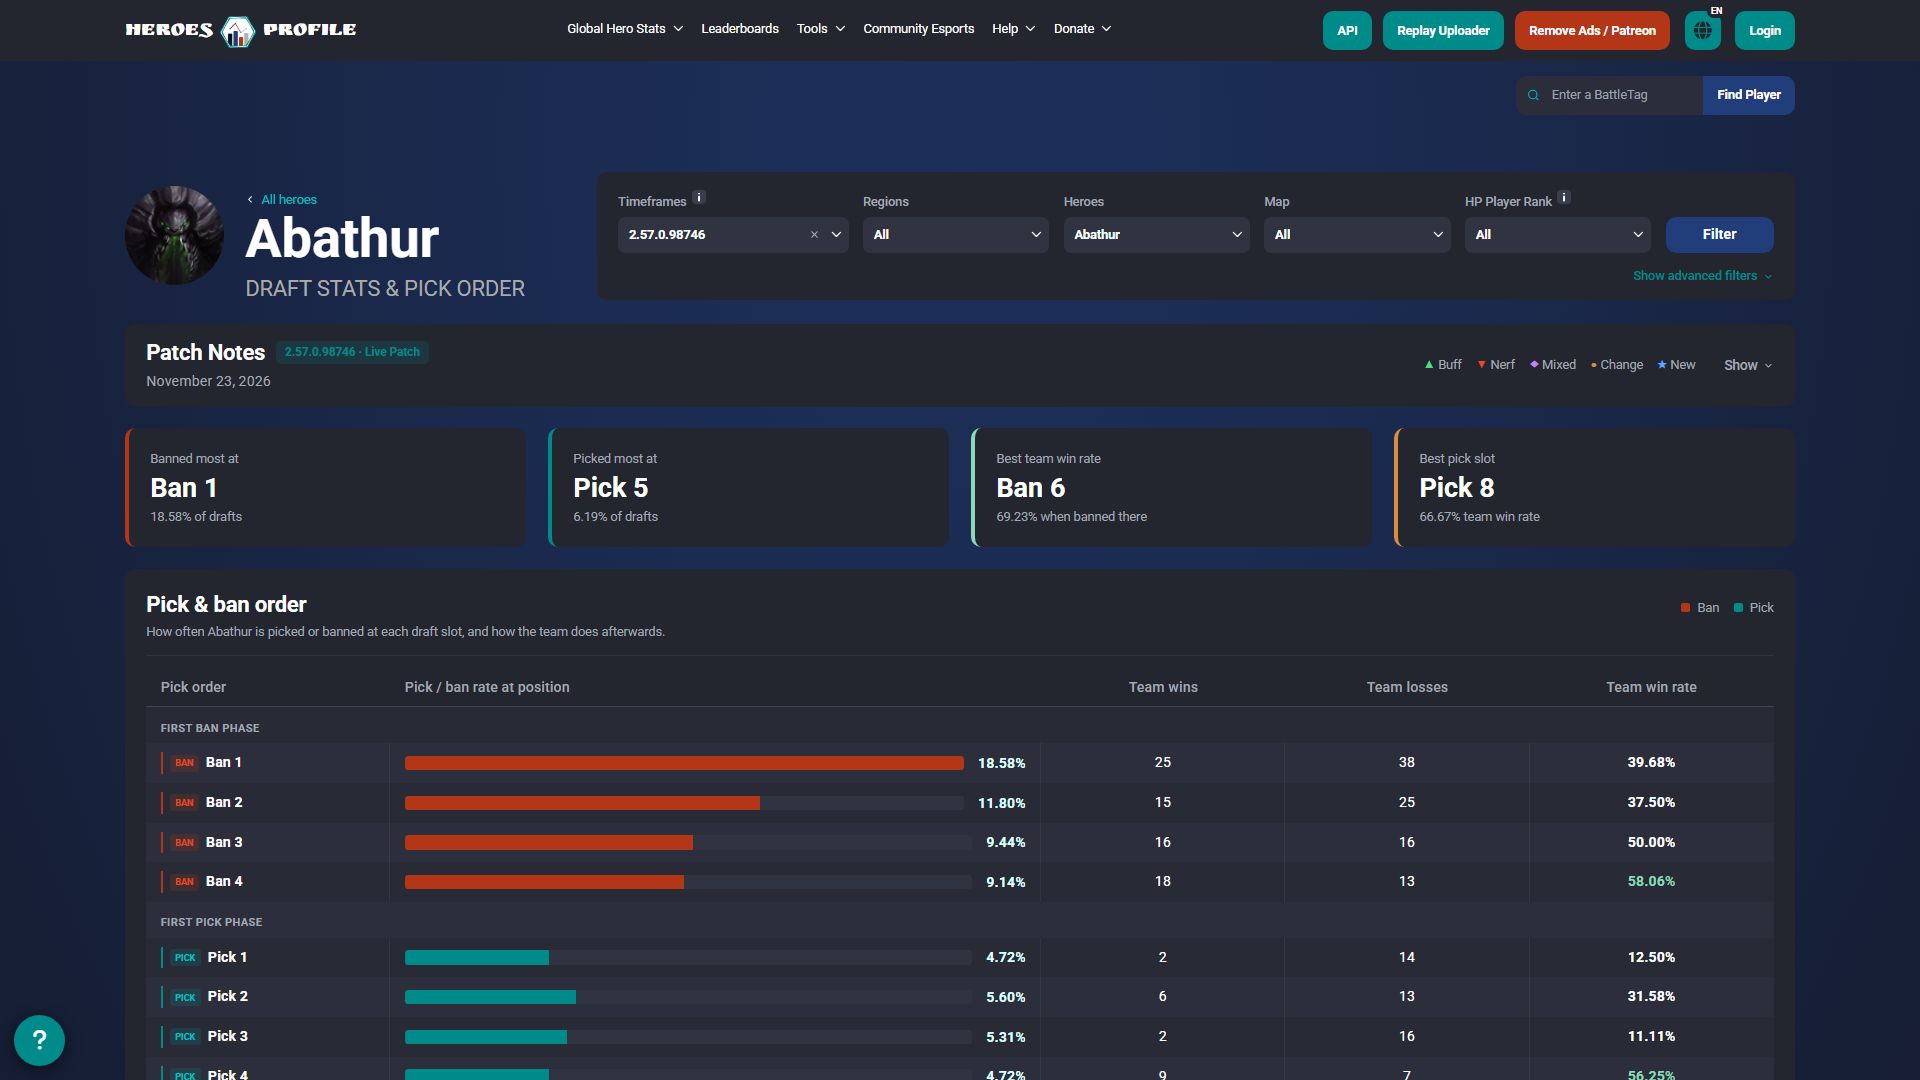 HEROES PROFILE
Global Hero Stats
Leaderboards
Tools
Community Esports
Help
Donate
API
Replay Uploader
Remove Ads / Patreon
EN
Login
Enter a BattleTag
Find Player
All heroes
Abathur
DRAFT STATS & PICK ORDER
Timeframes i
Regions
Heroes
Map
HP Player Rank i
2.57.0.98746 ×
All
Abathur
All
All
Filter
Show advanced filters
Patch Notes 2.57.0.98746 · Live Patch
November 23, 2026
Buff Nerf Mixed Change New
Show
Banned most at
Ban 1
18.58% of drafts
Picked most at
Pick 5
6.19% of drafts
Best team win rate
Ban 6
69.23% when banned there
Best pick slot
Pick 8
66.67% team win rate
Pick & ban order
How often Abathur is picked or banned at each draft slot, and how the team does afterwards.
Ban Pick
Pick order Pick / ban rate at position Team wins Team losses Team win rate
FIRST BAN PHASE
BAN Ban 1 18.58% 25 38 39.68%
BAN Ban 2 11.80% 15 25 37.50%
BAN Ban 3 9.44% 16 16 50.00%
BAN Ban 4 9.14% 18 13 58.06%
FIRST PICK PHASE
PICK Pick 1 4.72% 2 14 12.50%
PICK Pick 2 5.60% 6 13 31.58%
PICK Pick 3 5.31% 2 16 11.11%
PICK Pick 4 4.72% 9 7 56.25%
?